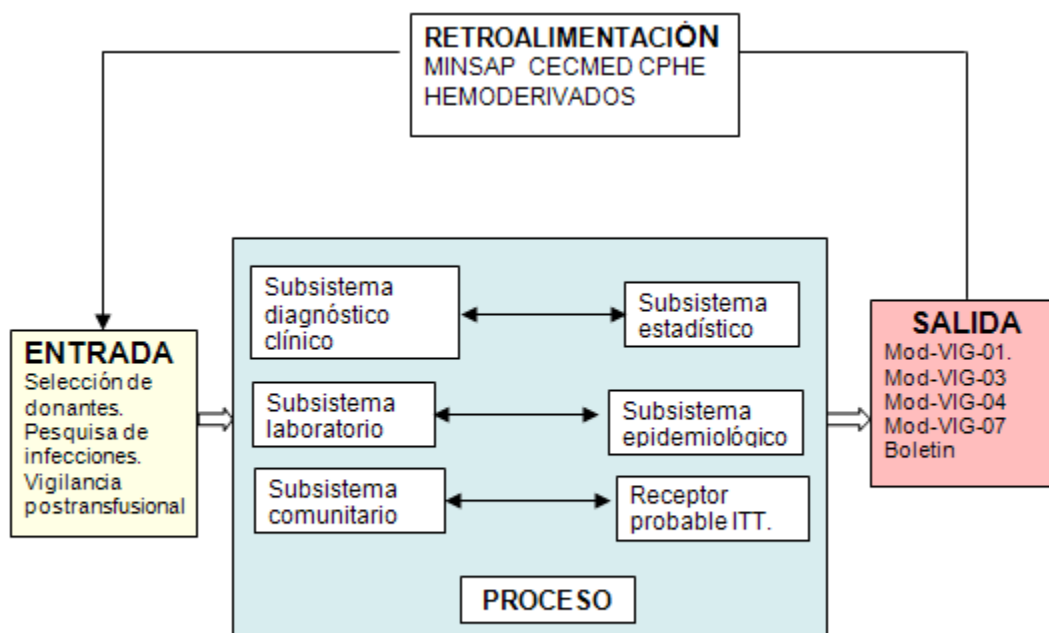 RETROALIMENTACIÓN
MINSAP CECMED CPHE
HEMODERIVADOS
ENTRADA
Selección de
donantes.
Pesquisa de
infecciones.
Vigilancia
postransfusional
Subsistema
diagnóstico
clínico
Subsistema
estadístico
Subsistema
laboratorio
Subsistema
epidemiológico
Subsistema
comunitario
Receptor
probable ITT.
PROCESO
SALIDA
Mod-VIG-01.
Mod-VIG-03
Mod-VIG-04
Mod-VIG-07
Boletin